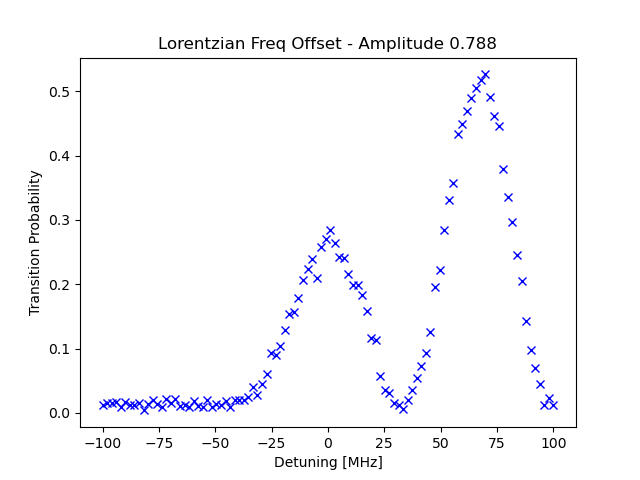 Lorentzian Freq Offset - Amplitude 0.788
Transition Probability
0.5
0.4
0.3
0.2
0.1
0.0
−100 −75 −50 −25 0 25 50 75 100
Detuning [MHz]